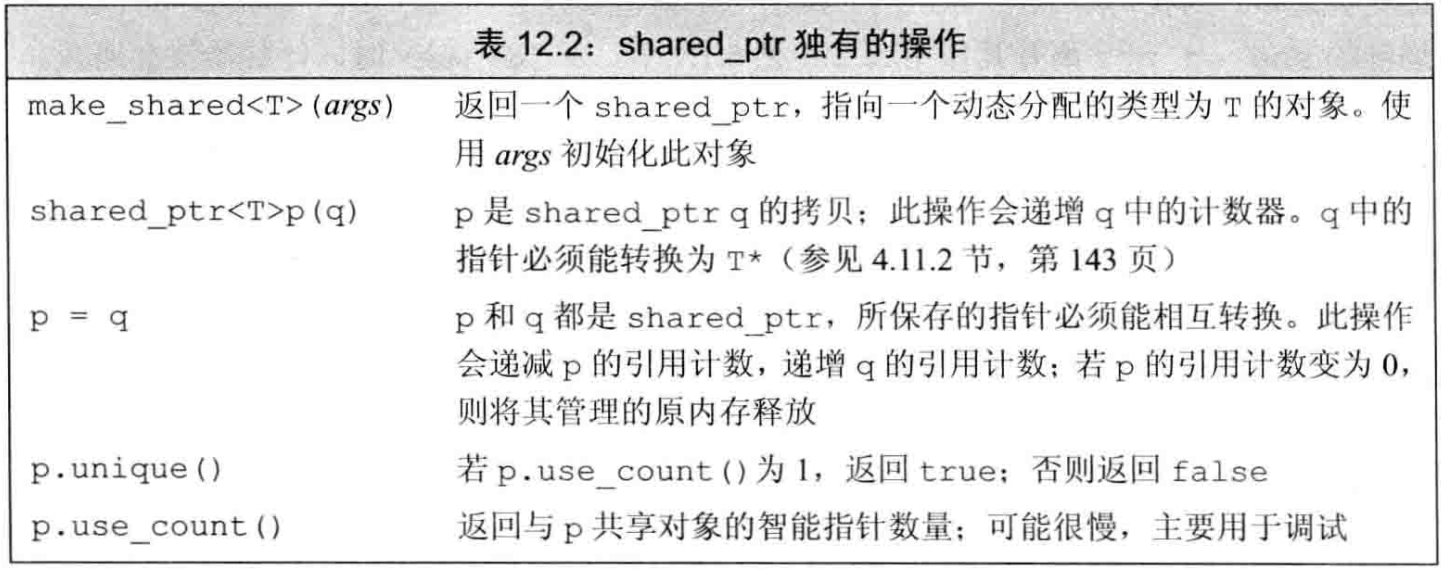 表 12.2：shared_ptr 独有的操作
make_shared<T>(args) 返回一个 shared_ptr，指向一个动态分配的类型为 T 的对象。使
用 args 初始化此对象
shared_ptr<T>p(q) p 是 shared_ptr q 的拷贝；此操作会递增 q 中的计数器。q 中的
指针必须能转换为 T*（参见 4.11.2 节，第 143 页）
p = q p 和 q 都是 shared_ptr，所保存的指针必须能相互转换。此操作
会递减 p 的引用计数，递增 q 的引用计数；若 p 的引用计数变为 0，
则将其管理的原内存释放
p.unique() 若 p.use_count()为 1，返回 true；否则返回 false
p.use_count() 返回与 p 共享对象的智能指针数量；可能很慢，主要用于调试